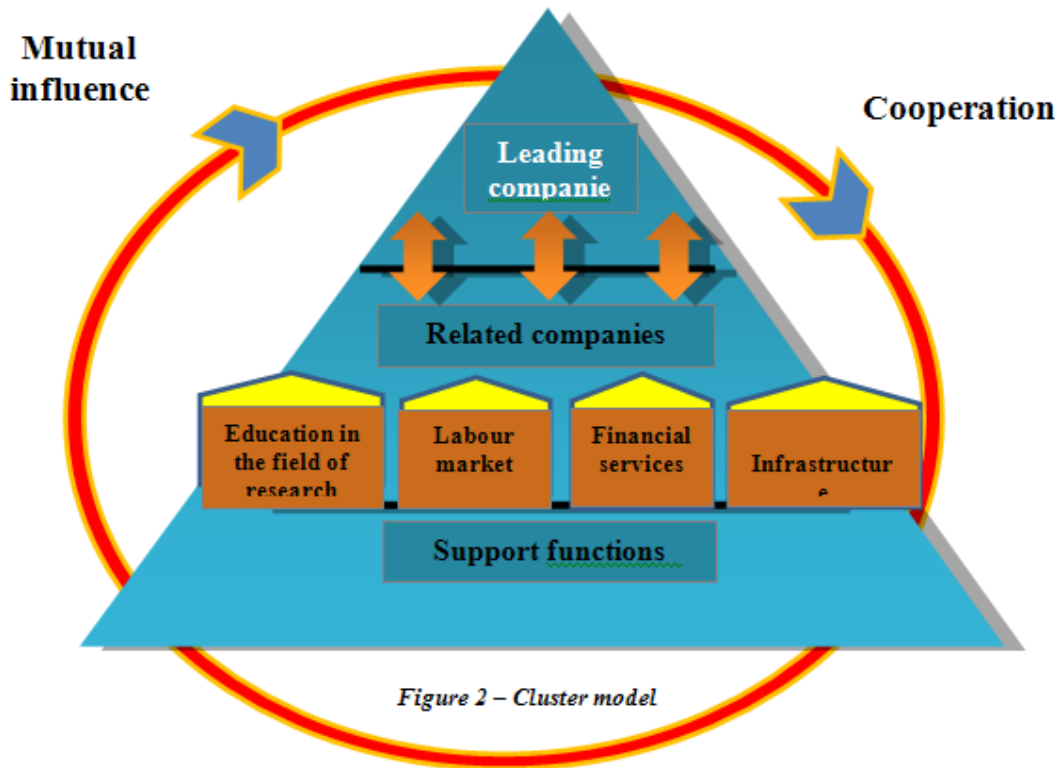 Mutual
influence
Cooperation
Leading
companie
Related companies
Education in
the field of
research
Labour
market
Financial
services
Infrastructur
e
Support functions
Figure 2 – Cluster model